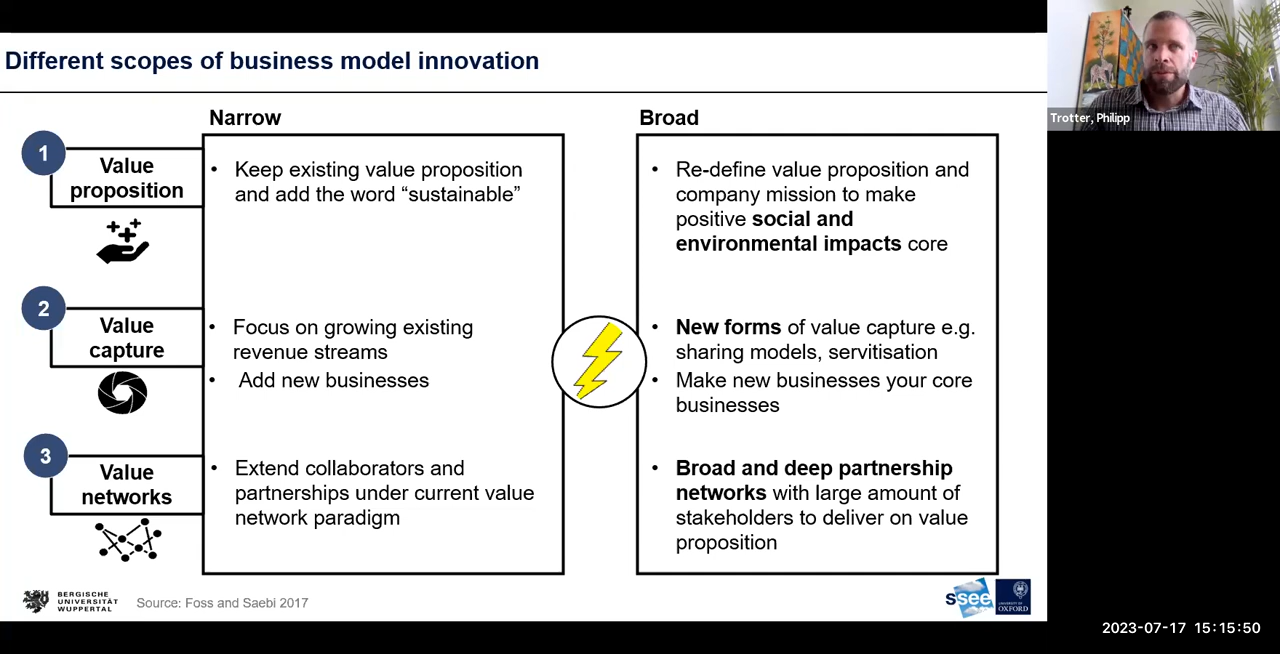 Different scopes of business model innovation
Trotter, Philipp
Narrow
Broad
1
Value
proposition
• Keep existing value proposition
and add the word “sustainable”
• Re-define value proposition and
company mission to make
positive social and
environmental impacts core
2
Value
capture
• Focus on growing existing
revenue streams
• Add new businesses
• New forms of value capture e.g.
sharing models, servitisation
• Make new businesses your core
businesses
3
Value
networks
• Extend collaborators and
partnerships under current value
network paradigm
• Broad and deep partnership
networks with large amount of
stakeholders to deliver on value
proposition
BERGISCHE
UNIVERSITÄT
WUPPERTAL
Source: Foss and Saebi 2017
ssee
UNIVERSITY OF
OXFORD
2023-07-17 15:15:50